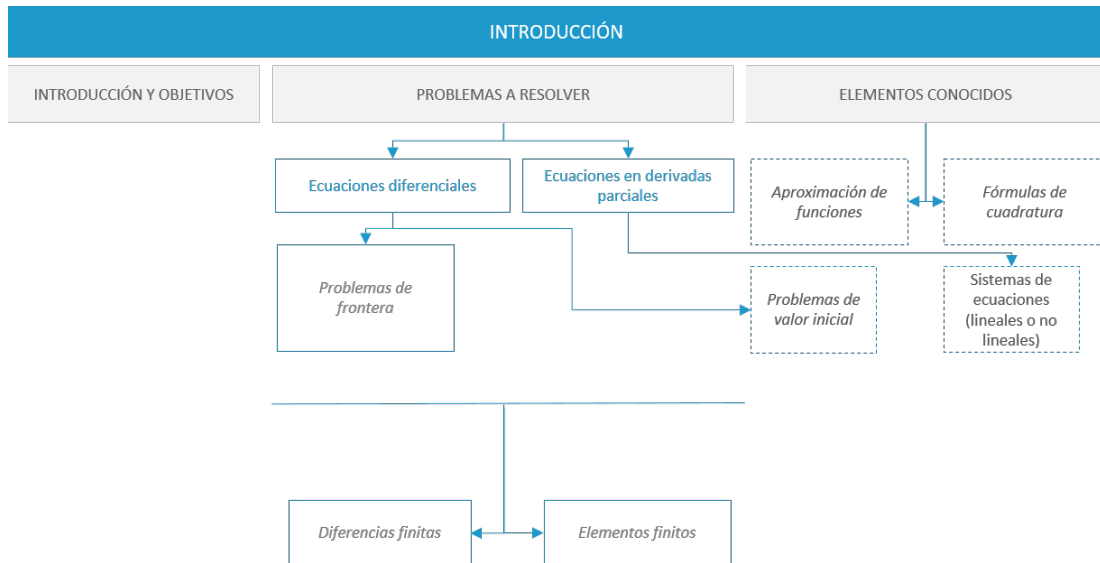 INTRODUCCIÓN
INTRODUCCIÓN Y OBJETIVOS
PROBLEMAS A RESOLVER
ELEMENTOS CONOCIDOS
Ecuaciones diferenciales
Ecuaciones en derivadas
parciales
Aproximación de
funciones
Fórmulas de
cuadratura
Problemas de
frontera
Problemas de
valor inicial
Sistemas de
ecuaciones
(lineales o no
lineales)
Diferencias finitas
Elementos finitos